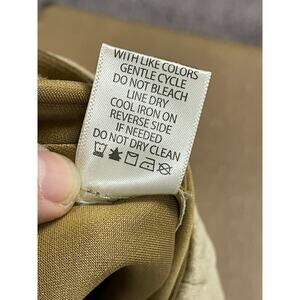 WITH LIKE COLORS
GENTLE CYCLE
DO NOT BLEACH
LINE DRY
COOL IRON ON
REVERSE SIDE
IF NEEDED
DO NOT DRY CLEAN